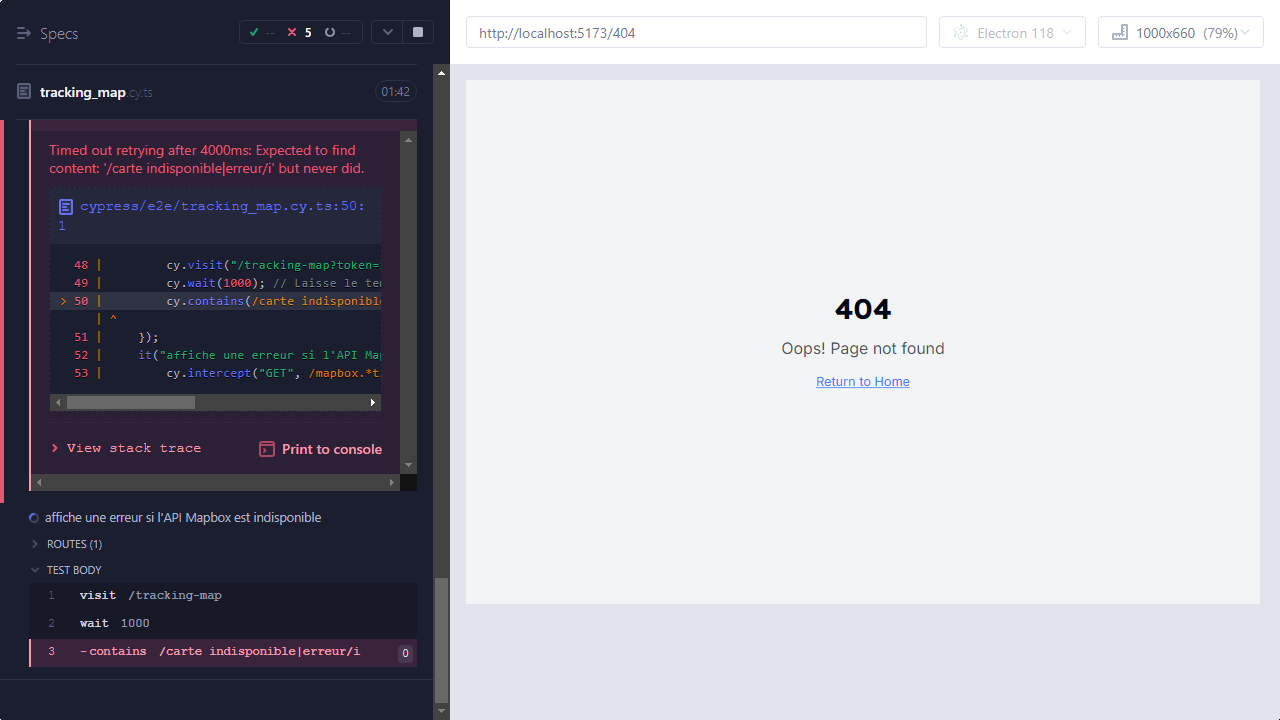 Specs
-- 5 --
tracking_map.cy.ts 01:42
Timed out retrying after 4000ms: Expected to find
content: '/carte indisponible|erreur/i' but never did.
cypress/e2e/tracking_map.cy.ts:50:
1
48 | cy.visit("/tracking-map?token=
49 | cy.wait(1000); // Laisse le te
> 50 | cy.contains(/carte indisponible
| ^
51 | });
52 | it("affiche une erreur si l'API Map
53 | cy.intercept("GET", /mapbox.*t
View stack trace Print to console
affiche une erreur si l'API Mapbox est indisponible
ROUTES (1)
TEST BODY
1 visit /tracking-map
2 wait 1000
3 -contains /carte indisponible|erreur/i 0
http://localhost:5173/404
Electron 118
1000x660 (79%)
404
Oops! Page not found
Return to Home